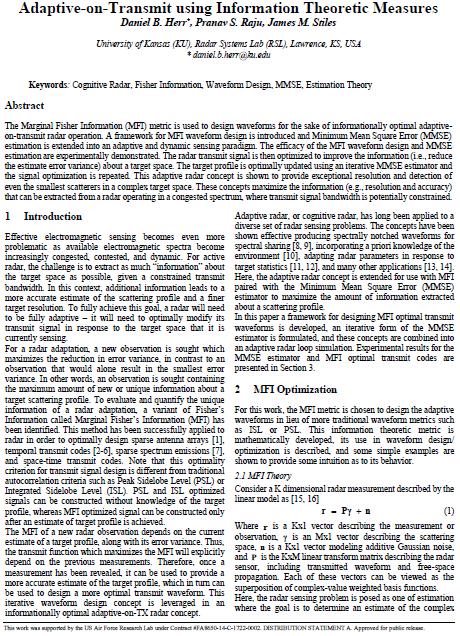 Adaptive-on-Transmit using Information Theoretic Measures
Daniel B. Herr*, Pranav S. Raju, James M. Stiles
University of Kansas (KU), Radar Systems Lab (RSL), Lawrence, KS, USA
* daniel.b.herr@ku.edu
Keywords: Cognitive Radar, Fisher Information, Waveform Design, MMSE, Estimation Theory
Abstract
The Marginal Fisher Information (MFI) metric is used to design waveforms for the sake of informationally optimal adaptive-
on-transmit radar operation. A framework for MFI waveform design is introduced and Minimum Mean Square Error (MMSE)
estimation is extended into an adaptive and dynamic sensing paradigm. The efficacy of the MFI waveform design and MMSE
estimation are experimentally demonstrated. The radar transmit signal is then optimized to improve the information (i.e., reduce
the estimate error variance) about a target space. The target profile is optimally updated using an iterative MMSE estimator and
the signal optimization is repeated. This adaptive radar concept is shown to provide exceptional resolution and detection of
even the smallest scatterers in a complex target space. These concepts maximize the information (e.g., resolution and accuracy)
that can be extracted from a radar operating in a congested spectrum, where transmit signal bandwidth is potentially constrained.
1 Introduction
Effective electromagnetic sensing becomes even more
problematic as available electromagnetic spectra become
increasingly congested, contested, and dynamic. For active
radar, the challenge is to extract as much “information” about
the target space as possible, given a constrained transmit
bandwidth. In this context, additional information leads to a
more accurate estimate of the scattering profile and a finer
target resolution. To fully achieve this goal, a radar will need
to be fully adaptive – it will need to optimally modify its
transmit signal in response to the target space that it is
currently sensing.
For a radar adaptation, a new observation is sought which
maximizes the reduction in error variance, in contrast to an
observation that would alone result in the smallest error
variance. In other words, an observation is sought containing
the maximum amount of new or unique information about a
target scattering profile. To evaluate and quantify the unique
information of a radar adaptation, a variant of Fisher’s
Information called Marginal Fisher’s Information (MFI) has
been identified. This method has been successfully applied to
radar in order to optimally design sparse antenna arrays [1],
temporal transmit codes [2-6], sparse spectrum emissions [7],
and space-time transmit codes. Note that this optimality
criterion for transmit signal design is different from traditional
autocorrelation criteria such as Peak Sidelobe Level (PSL) or
Integrated Sidelobe Level (ISL). PSL and ISL optimized
signals can be constructed without knowledge of the target
profile, whereas MFI optimized signal can be constructed only
after an estimate of target profile is achieved.
The MFI of a new radar observation depends on the current
estimate of a target profile, along with its error variance. Thus,
the transmit function which maximizes the MFI will explicitly
depend on the previous measurements. Therefore, once a
measurement has been revealed, it can be used to provide a
more accurate estimate of the target profile, which in turn can
be used to design a more optimal transmit waveform. This
iterative waveform design concept is leveraged in an
informationally optimal adaptive-on-TX radar concept.
Adaptive radar, or cognitive radar, has long been applied to a
diverse set of radar sensing problems. The concepts have been
shown effective producing spectrally notched waveforms for
spectral sharing [8, 9], incorporating a priori knowledge of the
environment [10], adapting radar parameters in response to
target statistics [11, 12], and many other applications [13, 14].
Here, the adaptive radar concept is extended for use with MFI
paired with the Minimum Mean Square Error (MMSE)
estimator to maximize the amount of information extracted
about a scattering profile.
In this paper a framework for designing MFI optimal transmit
waveforms is developed, an iterative form of the MMSE
estimator is formulated, and these concepts are combined into
an adaptive radar loop simulation. Experimental results for the
MMSE estimator and MFI optimal transmit codes are
presented in Section 3.
2 MFI Optimization
For this work, the MFI metric is chosen to design the adaptive
waveforms in lieu of more traditional waveform metrics such
as ISL or PSL. This information theoretic metric is
mathematically developed, its use in waveform design/
optimization is described, and some simple examples are
shown to provide some intuition as to its behavior.
2.1 MFI Theory
Consider a K dimensional radar measurement described by the
linear model as [15, 16]
r = Pγ + n (1)
Where r is a Kx1 vector describing the measurement or
observation, γ is an Mx1 vector describing the scattering
space, n is a Kx1 vector modeling additive Gaussian noise,
and P is the KxM linear transform matrix describing the radar
sensor, including transmitted waveform and free-space
propagation. Each of these vectors can be viewed as the
superposition of complex-value weighted basis functions.
Here, the radar sensing problem is posed as one of estimation
where the goal is to determine an estimate of the complex
This work was supported by the US Air Force Research Lab under Contract #FA8650-14-C-1722-0002. DISTRIBUTION STATEMENT A. Approved for public release.